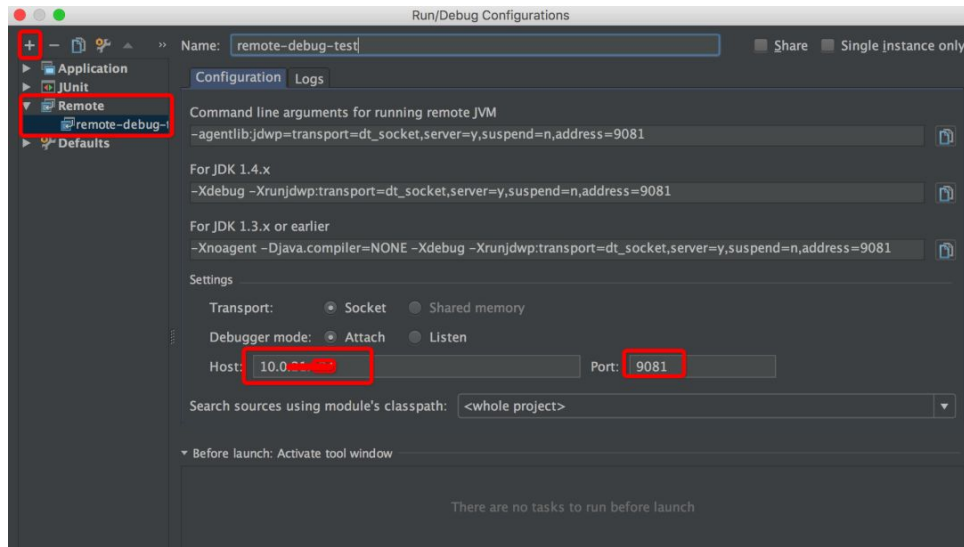 Run/Debug Configurations
Name: remote-debug-test Share Single instance only
Application
JUnit
Remote
remote-debug-t
Defaults
Configuration Logs
Command line arguments for running remote JVM
-agentlib:jdwp=transport=dt_socket,server=y,suspend=n,address=9081
For JDK 1.4.x
-Xdebug -Xrunjdwp:transport=dt_socket,server=y,suspend=n,address=9081
For JDK 1.3.x or earlier
-Xnoagent -Djava.compiler=NONE -Xdebug -Xrunjdwp:transport=dt_socket,server=y,suspend=n,address=9081
Settings
Transport: Socket Shared memory
Debugger mode: Attach Listen
Host: 10.0. Port: 9081
Search sources using module's classpath: <whole project>
Before launch: Activate tool window
There are no tasks to run before launch